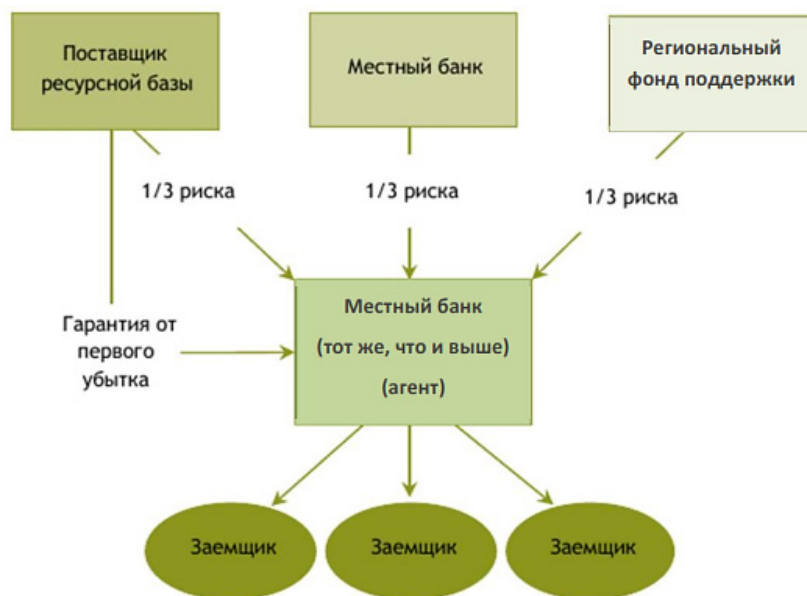 Поставщик
ресурсной базы
Местный банк
Региональный
фонд поддержки
1/3 риска
1/3 риска
1/3 риска
Гарантия от
первого
убытка
Местный банк
(тот же, что и выше)
(агент)
Заемщик
Заемщик
Заемщик